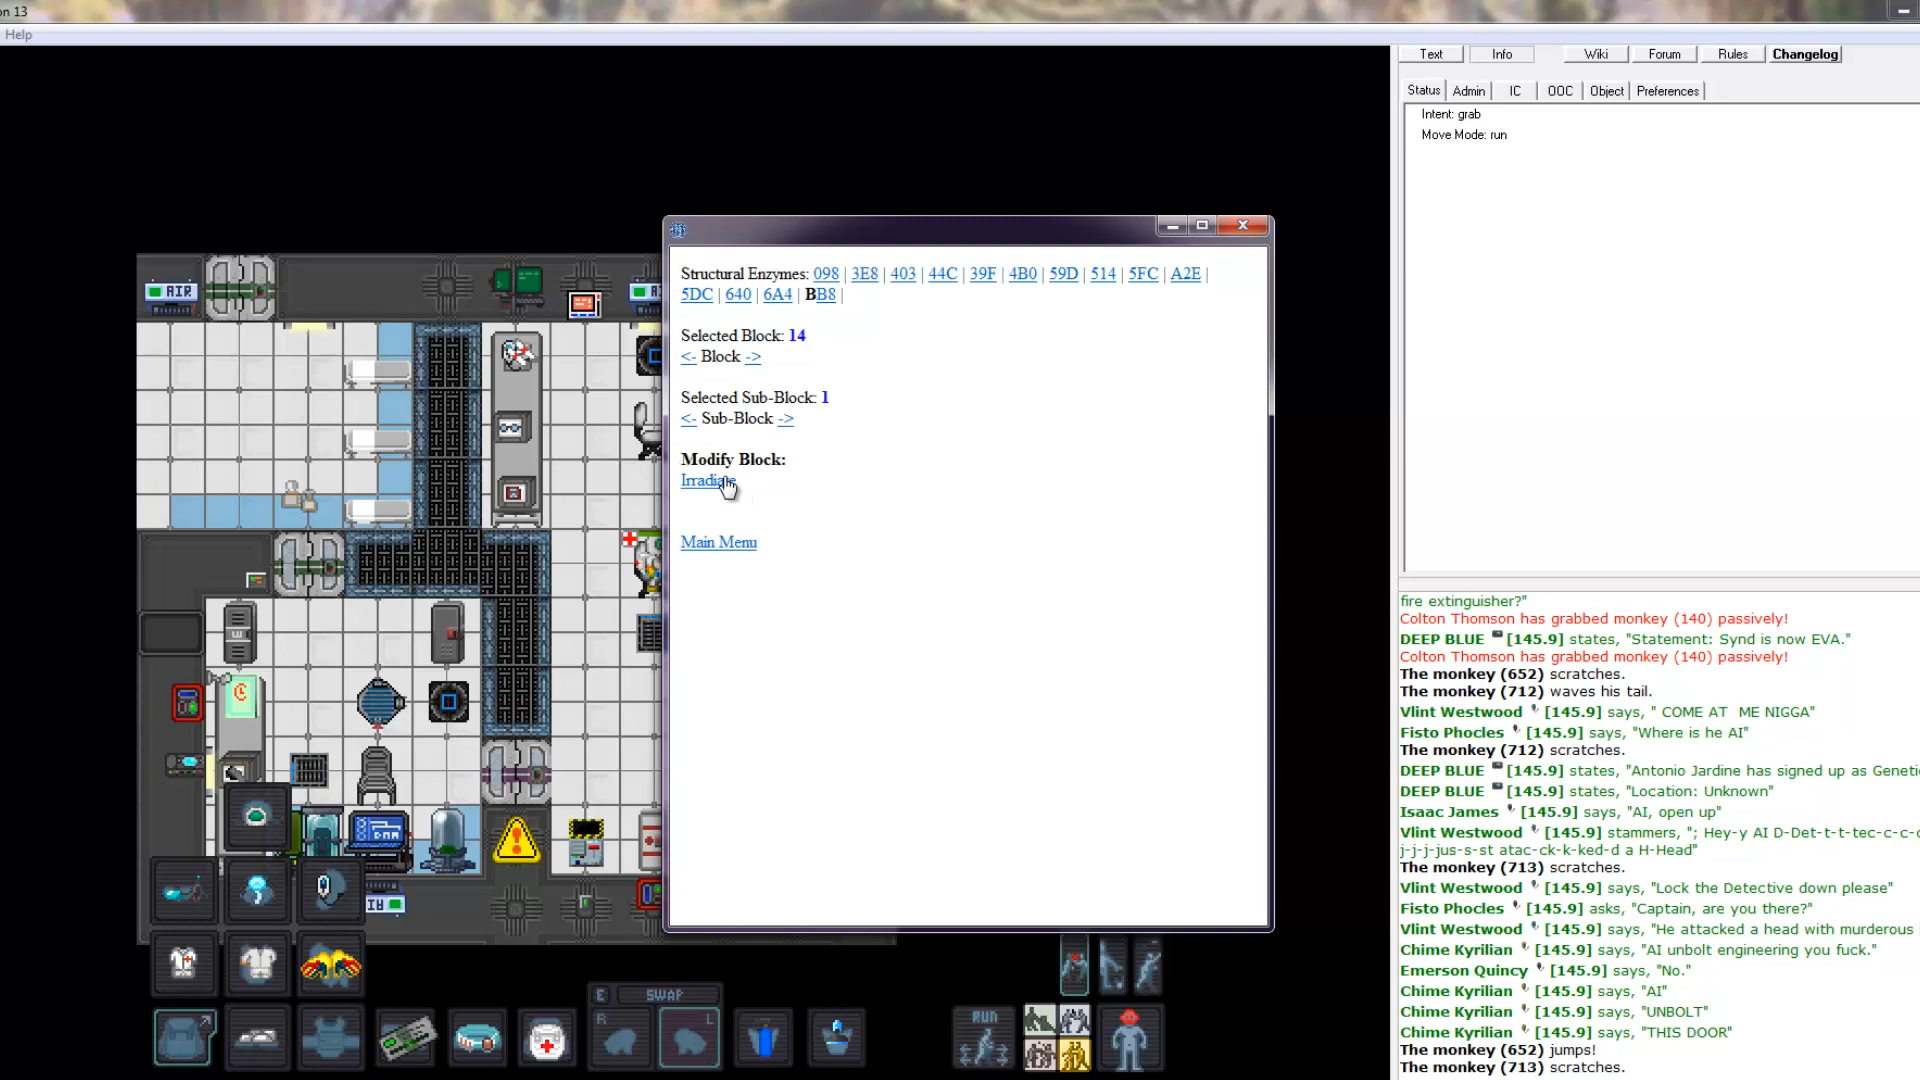 on 13
Help
Text Info Wiki Forum Rules Changelog
Status Admin IC OOC Object Preferences
Intent: grab
Move Mode: run
Structural Enzymes: 098 | 3E8 | 403 | 44C | 39F | 4B0 | 59D | 514 | 5FC | A2E |
5DC | 640 | 6A4 | BB8 |
Selected Block: 14
<- Block ->
Selected Sub-Block: 1
<- Sub-Block ->
Modify Block:
Irradiate
Main Menu
AIR
AIR
DNA
E SWAP
R L
RUN
fire extinguisher?"
Colton Thomson has grabbed monkey (140) passively!
DEEP BLUE [145.9] states, "Statement: Synd is now EVA."
Colton Thomson has grabbed monkey (140) passively!
The monkey (652) scratches.
The monkey (712) waves his tail.
Vlint Westwood [145.9] says, " COME AT ME NIGGA"
Fisto Phocles [145.9] says, "Where is he AI"
The monkey (712) scratches.
DEEP BLUE [145.9] states, "Antonio Jardine has signed up as Geneti
DEEP BLUE [145.9] states, "Location: Unknown"
Isaac James [145.9] says, "AI, open up"
Vlint Westwood [145.9] stammers, "; Hey-y AI D-Det-t-t-tec-c-c-
j-j-j-jus-s-st atac-ck-k-ked-d a H-Head"
The monkey (713) scratches.
Vlint Westwood [145.9] says, "Lock the Detective down please"
Fisto Phocles [145.9] asks, "Captain, are you there?"
Vlint Westwood [145.9] says, "He attacked a head with murderous
Chime Kyrilian [145.9] says, "AI unbolt engineering you fuck."
Emerson Quincy [145.9] says, "No."
Chime Kyrilian [145.9] says, "AI"
Chime Kyrilian [145.9] says, "UNBOLT"
Chime Kyrilian [145.9] says, "THIS DOOR"
The monkey (652) jumps!
The monkey (713) scratches.